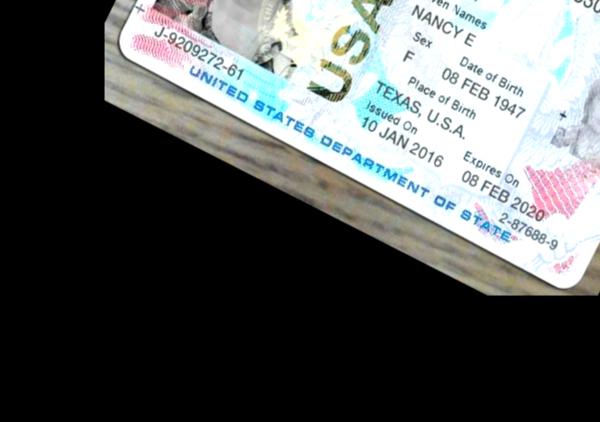 Names
NANCY E
Sex
F
Date of Birth
08 FEB 1947
Place of Birth
TEXAS, U.S.A.
Issued On
10 JAN 2016
Expires On
08 FEB 2020
2-87688-9
USA
J-9209272-61
UNITED STATES DEPARTMENT OF STATE